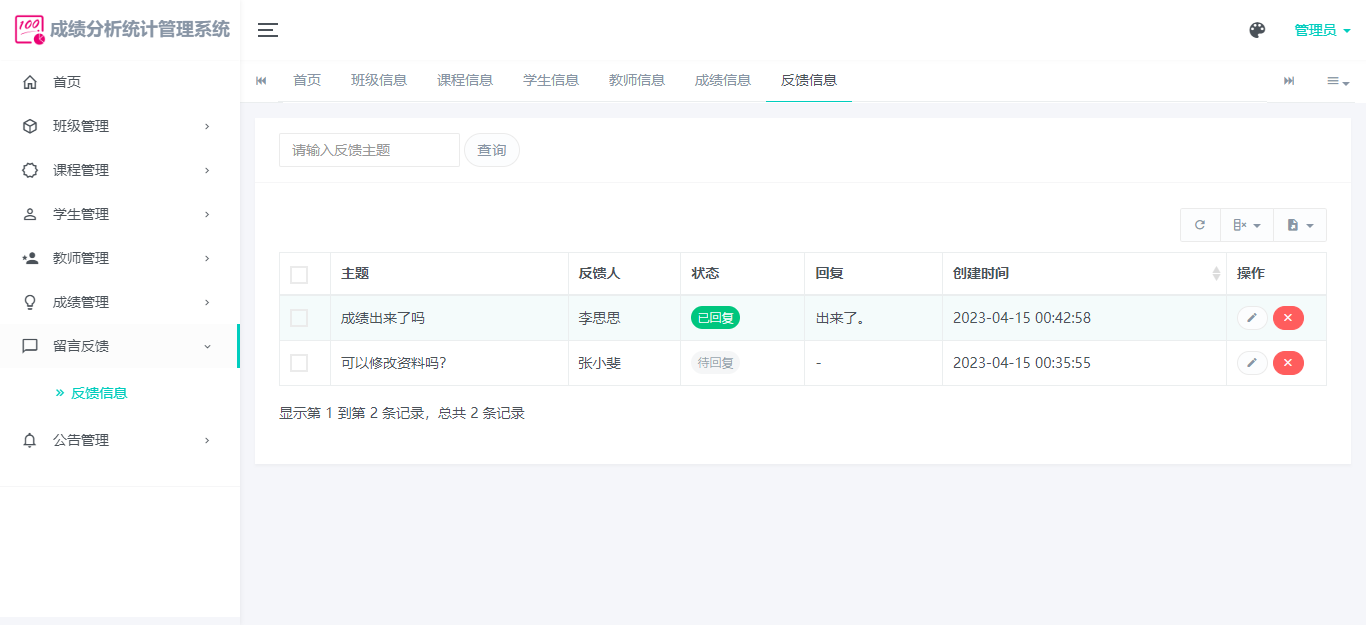 100 成绩分析统计管理系统
管理员
首页
班级管理
课程管理
学生管理
教师管理
成绩管理
留言反馈
» 反馈信息
公告管理
首页 班级信息 课程信息 学生信息 教师信息 成绩信息 反馈信息
请输入反馈主题 查询
主题 反馈人 状态 回复 创建时间 操作
成绩出来了吗 李思思 已回复 出来了。 2023-04-15 00:42:58
可以修改资料吗? 张小斐 待回复 - 2023-04-15 00:35:55
显示第 1 到第 2 条记录，总共 2 条记录